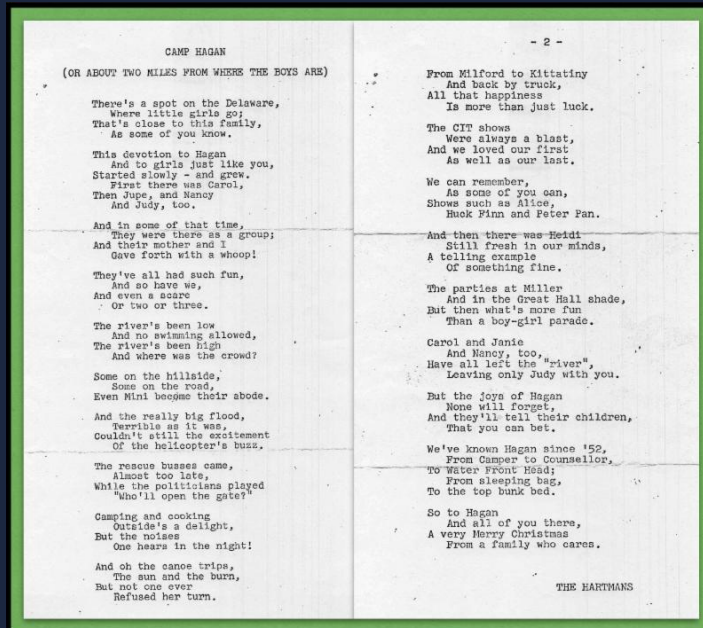 CAMP HAGAN
(OR ABOUT TWO MILES FROM WHERE THE BOYS ARE)
There's a spot on the Delaware,
Where little girls go;
That's close to this family,
As some of you know.
This devotion to Hagan
And to girls just like you,
Started slowly - and grew.
First there was Carol,
Then Jupe, and Nancy
And Judy, too.
And in some of that time,
They were there as a group;
And their mother and I
Gave forth with a whoop!
They've all had such fun,
And so have we,
And even a scare
Or two or three.
The river's been low
And no swimming allowed,
The river's been high
And where was the crowd?
Some on the hillside,
Some on the road,
Even Mini become their abode.
And the really big flood,
Terrible as it was,
Couldn't still the excitement
Of the helicopter's buzz.
The rescue busses came,
Almost too late,
While the politicians played
"Who'll open the gate?"
Camping and cooking
Outside's a delight,
But the noises
One hears in the night!
And oh the canoe trips,
The sun and the burn,
But not one ever
Refused her turn.
- 2 -
From Milford to Kittatiny
And back by truck,
All that happiness
Is more than just luck.
The CIT shows
Were always a blast,
And we loved our first
As well as our last.
We can remember,
As some of you can,
Shows such as Alice,
Huck Finn and Peter Pan.
And then there was Heidi
Still fresh in our minds,
A telling example
Of something fine.
The parties at Miller
And in the Great Hall shade,
But then what's more fun
Than a boy-girl parade.
Carol and Janie
And Nancy, too,
Have all left the "river",
Leaving only Judy with you.
But the joys of Hagan
None will forget,
And they'll tell their children,
That you can bet.
We've known Hagan since '52,
From Camper to Counsellor,
To Water Front Head;
From sleeping bag,
To the top bunk bed.
So to Hagan
And all of you there,
A very Merry Christmas
From a family who cares.
THE HARTMANS